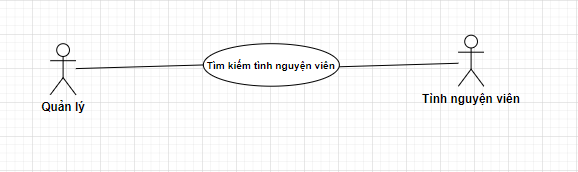 Tìm kiếm tình nguyện viên
Quản lý
Tình nguyện viên